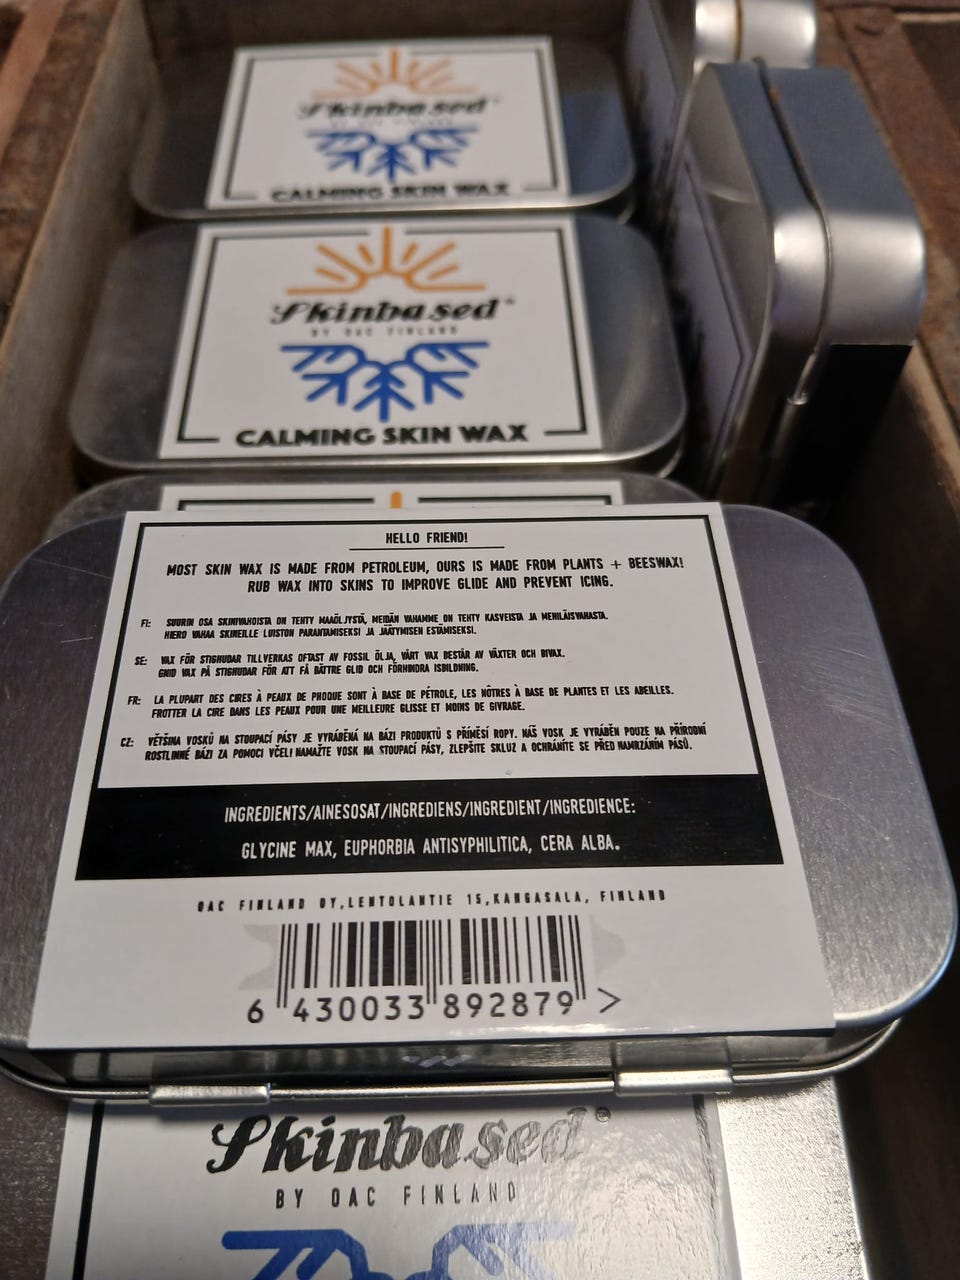 Skinbased
CALMING SKIN WAX
Skinbased
BY OAC FINLAND
CALMING SKIN WAX
HELLO FRIEND!
MOST SKIN WAX IS MADE FROM PETROLEUM, OURS IS MADE FROM PLANTS + BEESWAX!
RUB WAX INTO SKINS TO IMPROVE GLIDE AND PREVENT ICING.
FI: SUURIN OSA SKINIVAHOISTA ON TEHTY MAAÖLJYSTÄ, MEIDÄN VAHAMME ON TEHTY KASVEISTA JA MEHILÄISVAHASTA.
HIERO VAHAA SKINEILLE LUISTON PARANTAMISEKSI JA JÄÄTYMISEN ESTÄMISEKSI.
SE: VAX FÖR STIGHUDAR TILLVERKAS OFTAST AV FOSSIL ÖLJA, VÅRT VAX BESTÅR AV VÄXTER OCH BIVAX.
GNID VAX PÅ STIGHUDAR FÖR ATT FÅ BÄTTRE GLID OCH FÖRHINDRA ISBILDNING.
FR: LA PLUPART DES CIRES À PEAUX DE PHOQUE SONT À BASE DE PÉTROLE, LES NÔTRES À BASE DE PLANTES ET LES ABEILLES.
FROTTER LA CIRE DANS LES PEAUX POUR UNE MEILLEURE GLISSE ET MOINS DE GIVRAGE.
CZ: VĚTŠINA VOSKŮ NA STOUPACÍ PÁSY JE VYRÁBĚNÁ NA BÁZI PRODUKTŮ S PŘÍMĚSÍ ROPY. NÁŠ VOSK JE VYRÁBĚN POUZE NA PŘÍRODNÍ
ROSTLINNÉ BÁZI ZA POMOCI VČEL! NAMAŽTE VOSK NA STOUPACÍ PÁSY, ZLEPŠÍTE SKLUZ A OCHRÁNÍTE SE PŘED NAMRZÁNÍM PÁSŮ.
INGREDIENTS/AINESOSAT/INGREDIENS/INGREDIENT/INGREDIENCE:
GLYCINE MAX, EUPHORBIA ANTISYPHILITICA, CERA ALBA.
OAC FINLAND OY,LENTOLANTIE 15,KANGASALA, FINLAND
6 430033 892879 >
Skinbased®
BY OAC FINLAND